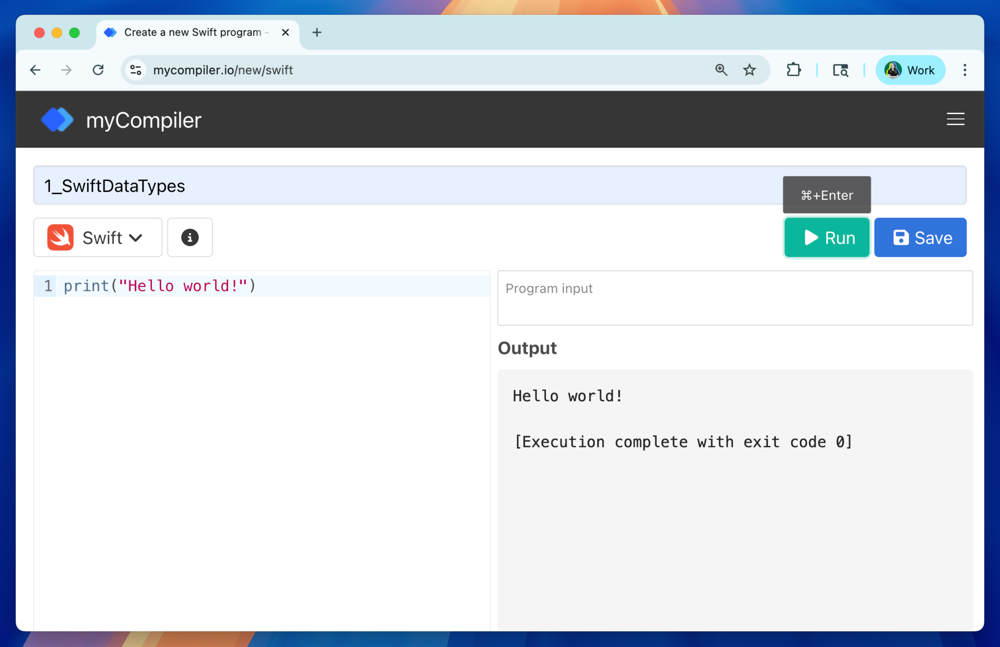 Create a new Swift program -
mycompiler.io/new/swift
Work
myCompiler
1_SwiftDataTypes
⌘+Enter
Swift
Run
Save
1 print("Hello world!")
Program input
Output
Hello world!
[Execution complete with exit code 0]